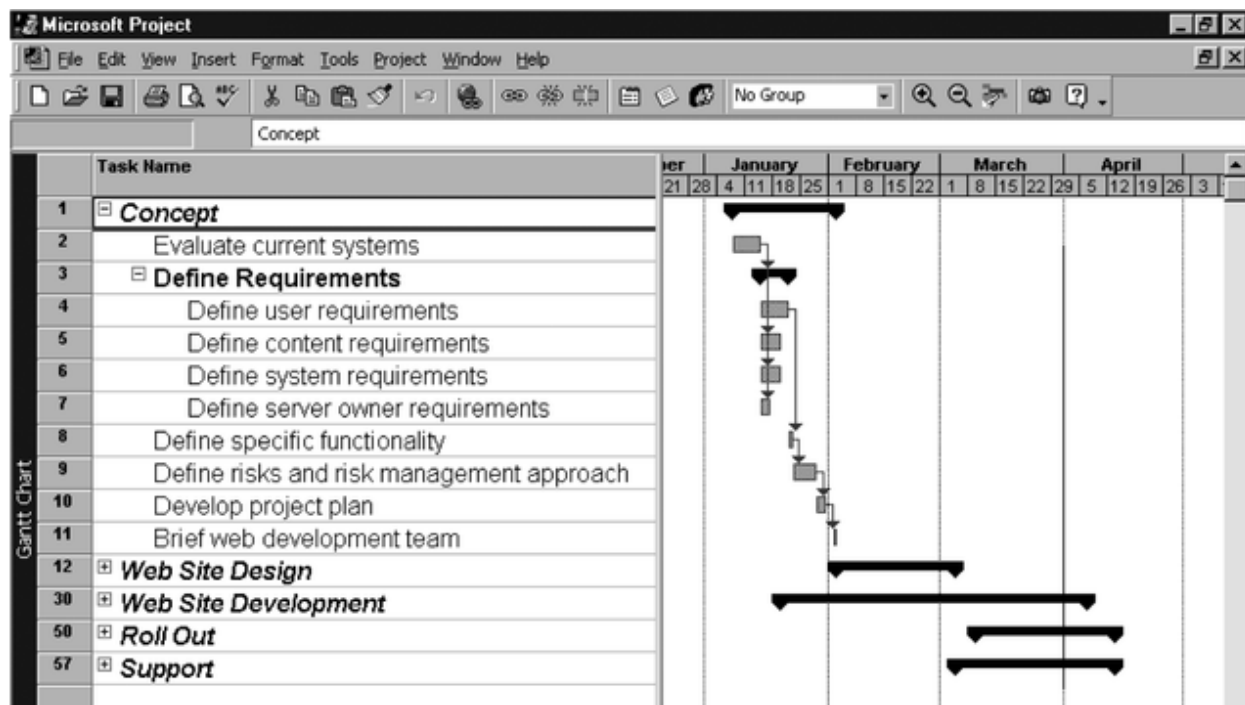 Microsoft Project
File Edit View Insert Format Tools Project Window Help
No Group
Concept
Task Name
er January February March April
21 28 4 11 18 25 1 8 15 22 1 8 15 22 29 5 12 19 26 3
1 Concept
2 Evaluate current systems
3 Define Requirements
4 Define user requirements
5 Define content requirements
6 Define system requirements
7 Define server owner requirements
8 Define specific functionality
9 Define risks and risk management approach
10 Develop project plan
11 Brief web development team
12 Web Site Design
30 Web Site Development
50 Roll Out
57 Support
Gantt Chart